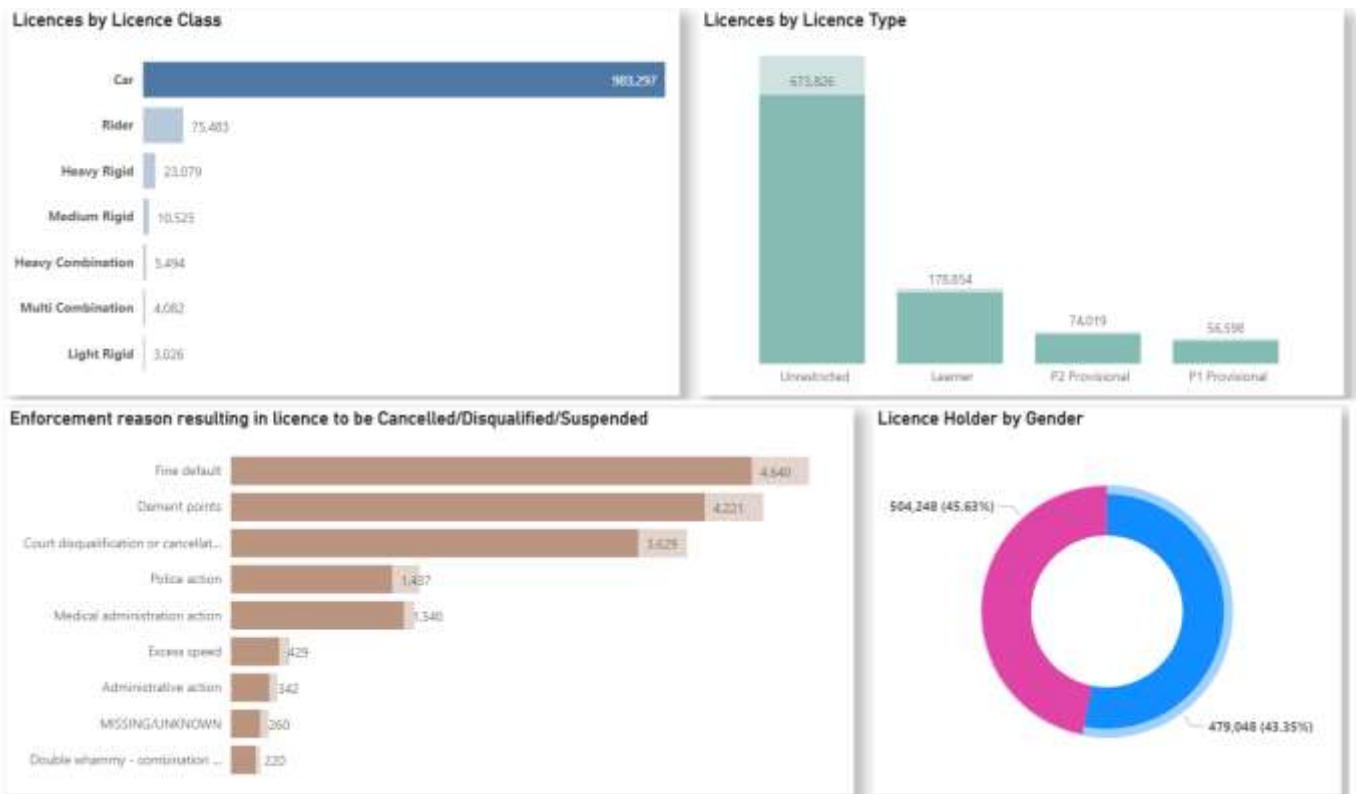 Licences by Licence Class
Car 983,297
Rider 75,483
Heavy Rigid 23,079
Medium Rigid 10,525
Heavy Combination 5,494
Multi Combination 4,082
Light Rigid 3,026
Licences by Licence Type
673,826
178,854
74,019
56,598
Unrestricted Learner P2 Provisional P1 Provisional
Enforcement reason resulting in licence to be Cancelled/Disqualified/Suspended
Fine default 4,640
Demerit points 4,221
Court disqualification or cancellat... 3,629
Police action 1,437
Medical administration action 1,340
Excess speed 429
Administrative action 342
MISSING/UNKNOWN 260
Double whammy - combination ... 220
Licence Holder by Gender
504,248 (45.63%)
479,048 (43.35%)